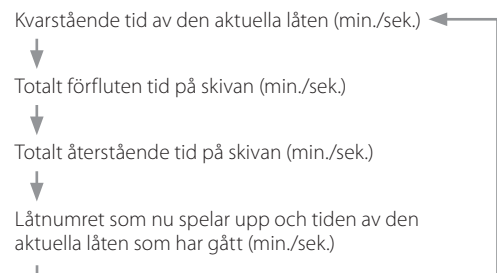 Kvarstående tid av den aktuella låten (min./sek.)
Totalt förfluten tid på skivan (min./sek.)
Totalt återstående tid på skivan (min./sek.)
Låtnumret som nu spelar upp och tiden av den
aktuella låten som har gått (min./sek.)